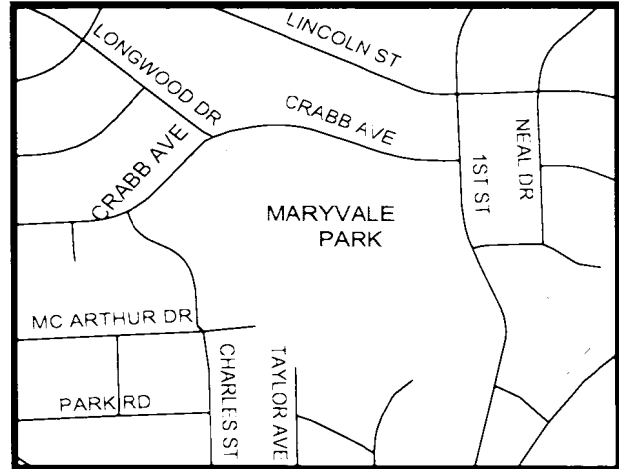 LINCOLN ST
LONGWOOD DR
CRABB AVE
NEAL DR
CRABB AVE
1ST ST
MARYVALE
PARK
MC ARTHUR DR
CHARLES ST
TAYLOR AVE
PARK RD